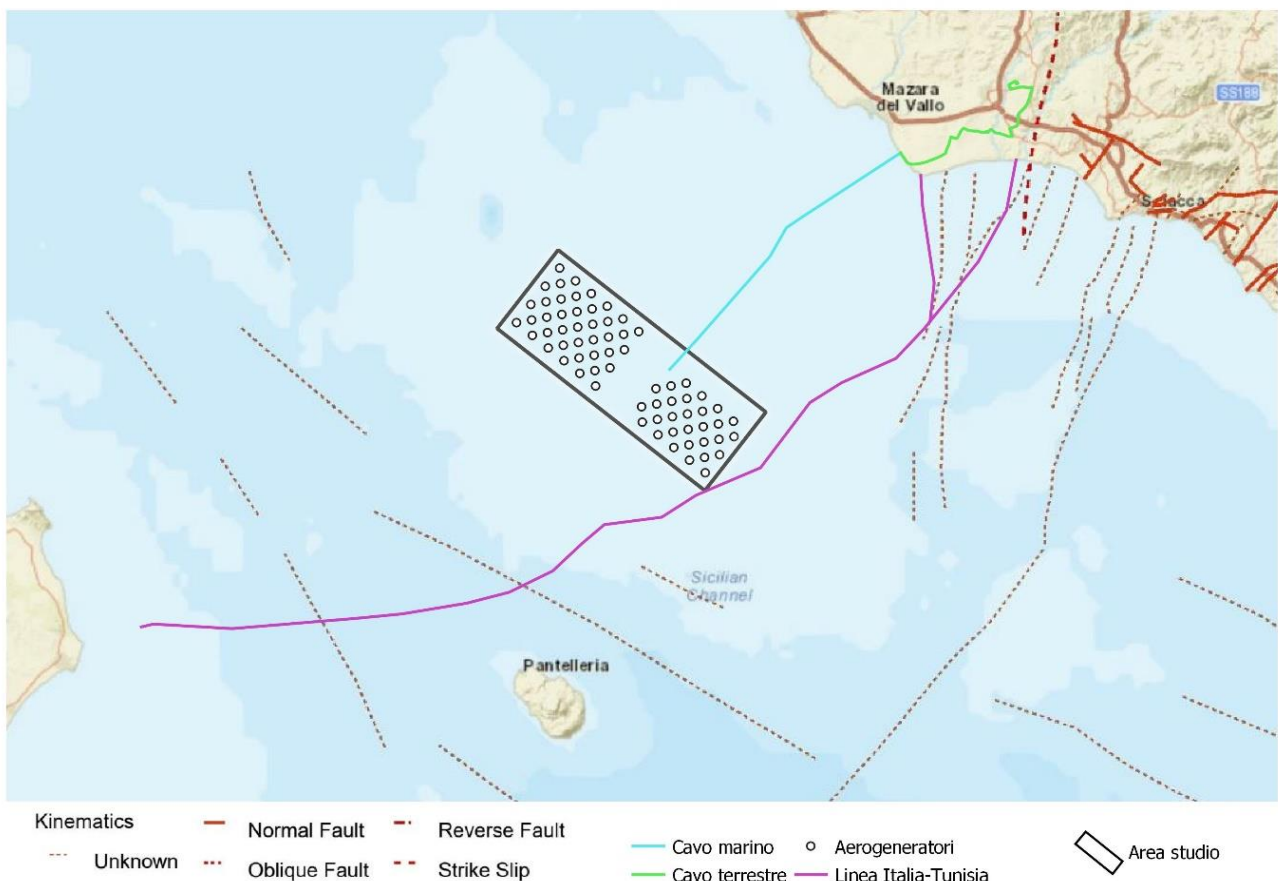 Mazara
del Vallo
SS188
Sciacca
Sicilian
Channel
Pantelleria
Kinematics
Unknown
Normal Fault
Oblique Fault
Reverse Fault
Strike Slip
Cavo marino
Cavo terrestre
Aerogeneratori
Linea Italia-Tunisia
Area studio